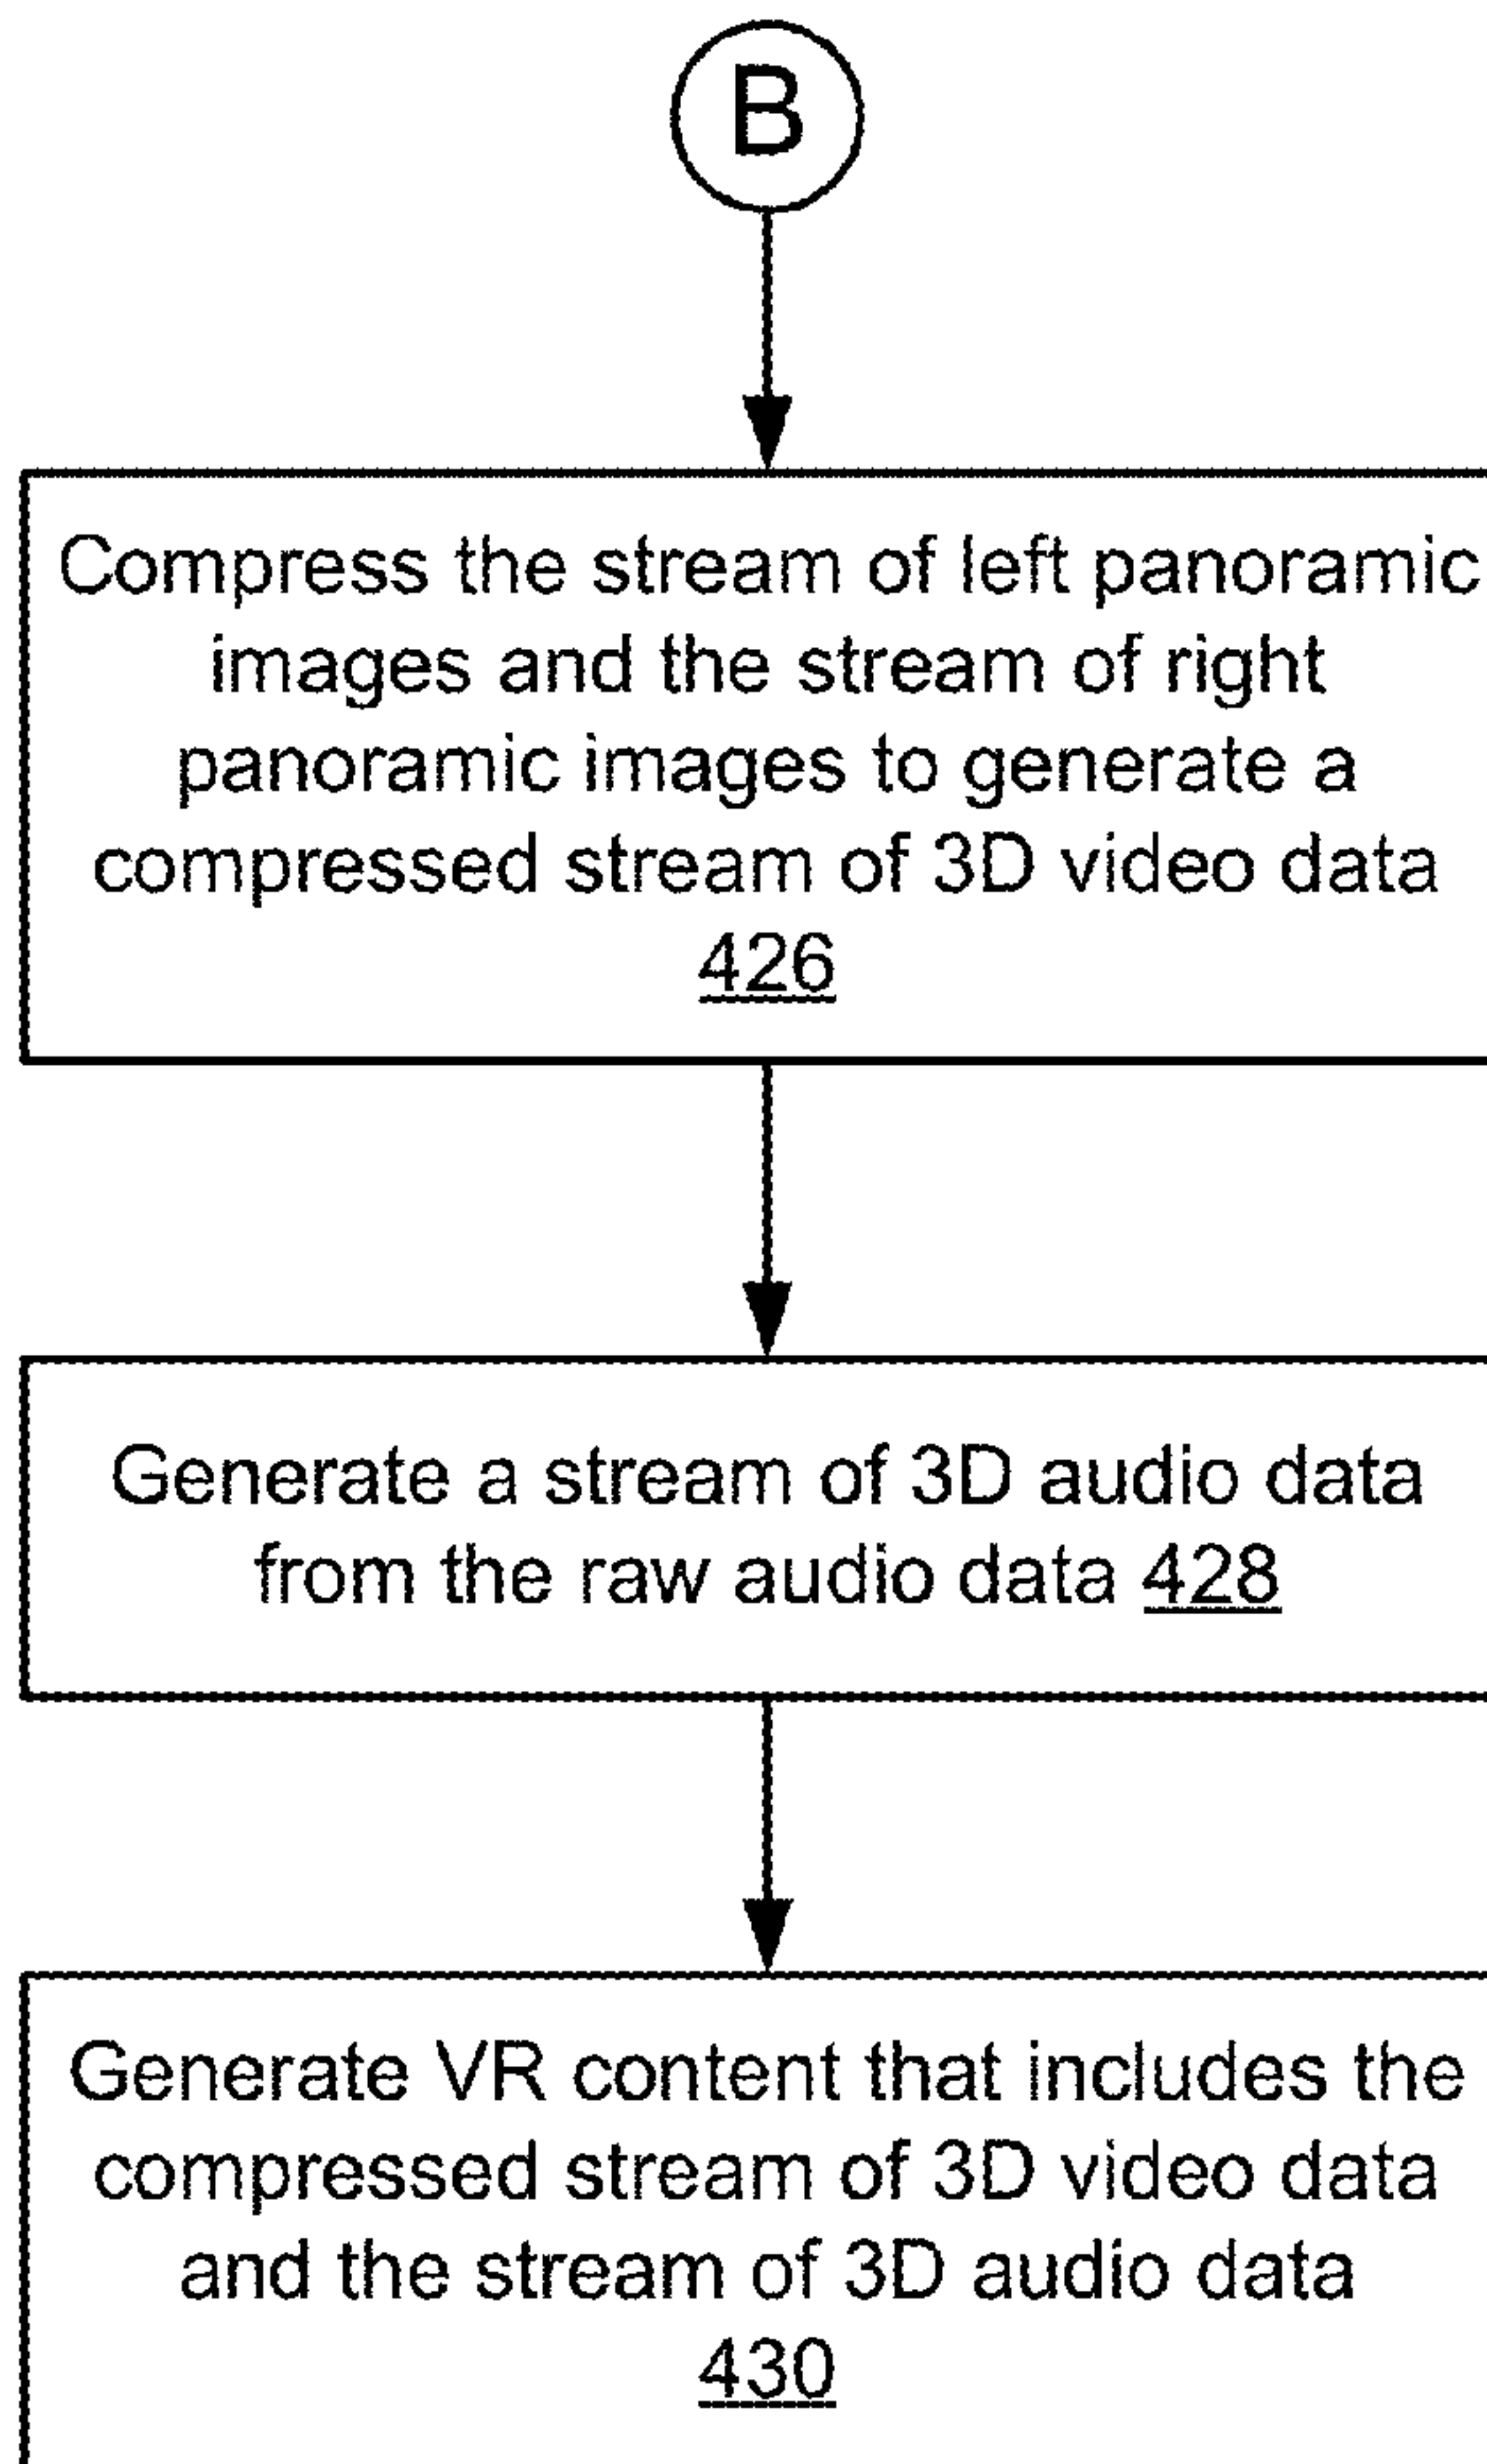 B
Compress the stream of left panoramic
images and the stream of right
panoramic images to generate a
compressed stream of 3D video data
426
Generate a stream of 3D audio data
from the raw audio data 428
Generate VR content that includes the
compressed stream of 3D video data
and the stream of 3D audio data
430